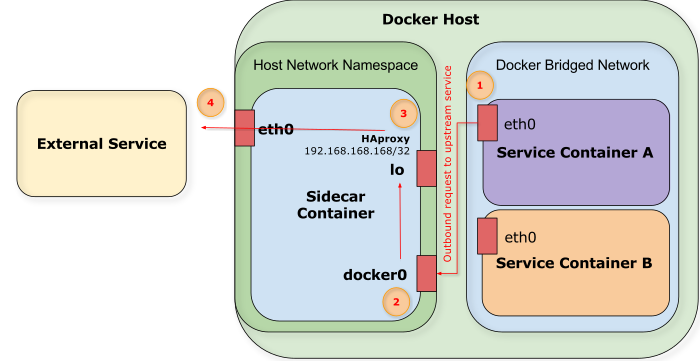 Docker Host
Host Network Namespace
Docker Bridged Network
1
4
3
eth0
HAproxy
192.168.168.168/32
lo
Sidecar
Container
docker0
2
External Service
Outbound request to upstream service
eth0
Service Container A
eth0
Service Container B